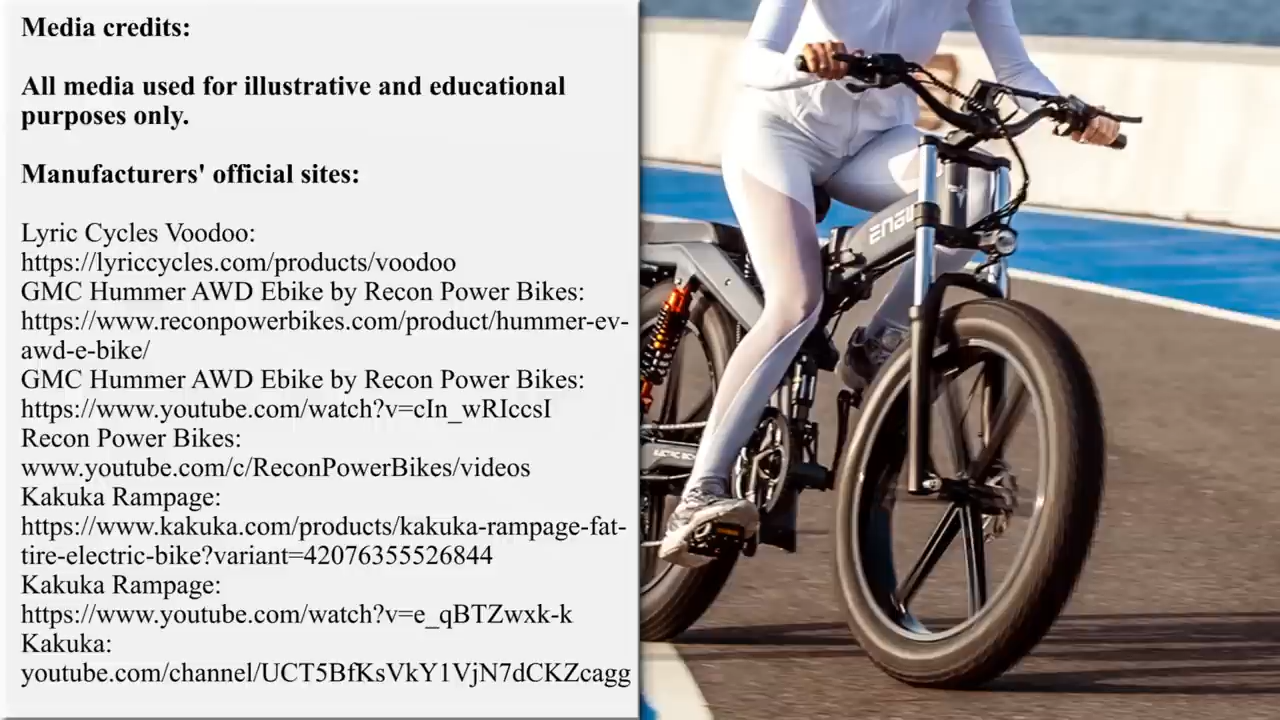 Media credits:
All media used for illustrative and educational
purposes only.
Manufacturers' official sites:
Lyric Cycles Voodoo:
https://lyriccycles.com/products/voodoo
GMC Hummer AWD Ebike by Recon Power Bikes:
https://www.reconpowerbikes.com/product/hummer-ev-
awd-e-bike/
GMC Hummer AWD Ebike by Recon Power Bikes:
https://www.youtube.com/watch?v=cIn_wRIccsI
Recon Power Bikes:
www.youtube.com/c/ReconPowerBikes/videos
Kakuka Rampage:
https://www.kakuka.com/products/kakuka-rampage-fat-
tire-electric-bike?variant=42076355526844
Kakuka Rampage:
https://www.youtube.com/watch?v=e_qBTZwxk-k
Kakuka:
youtube.com/channel/UCT5BfKsVkY1VjN7dCKZcagg